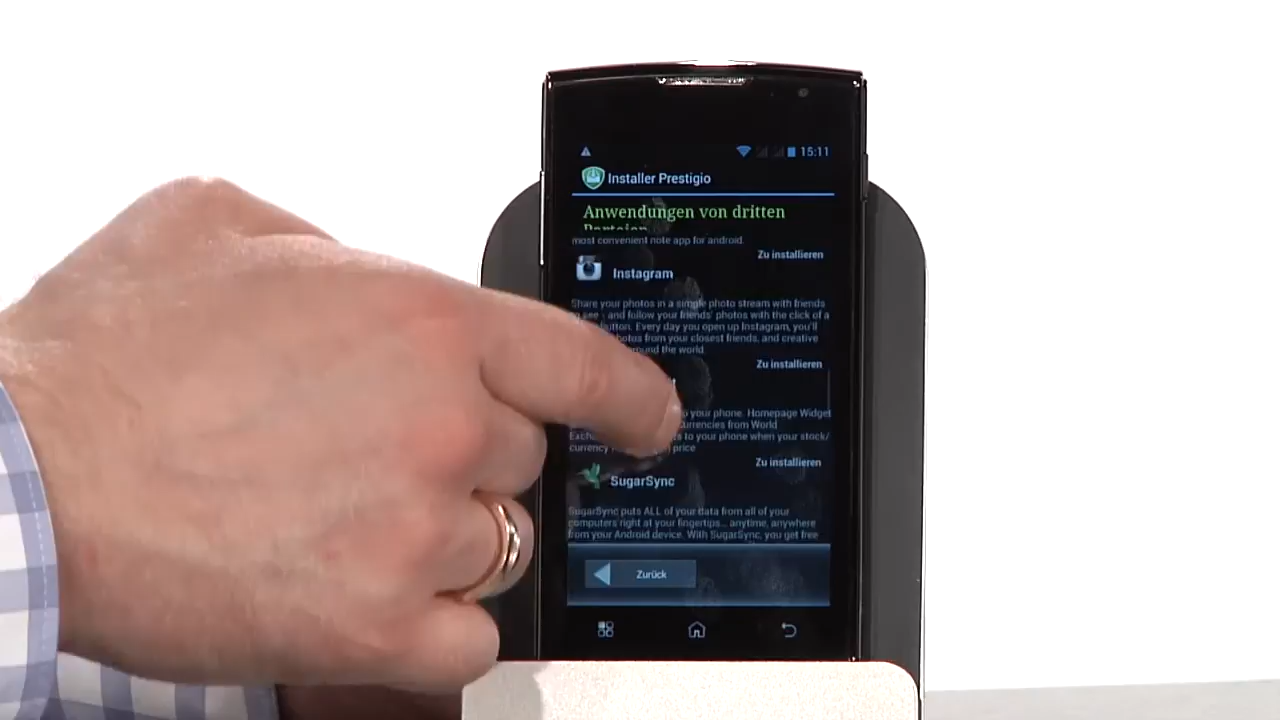 15:11
Installer Prestigio
Anwendungen von dritten
Parteien
most convenient note app for android.
Zu installieren
Instagram
Share your photos in a simple photo stream with friends
to see - and follow your friends' photos with the click of a
button. Every day you open up Instagram, you'll
photos from your closest friends, and creative
around the world.
Zu installieren
your phone. Homepage Widget
Currencies from World
to your phone when your stock/
currency price
Zu installieren
SugarSync
SugarSync puts ALL of your data from all of your
computers right at your fingertips... anytime, anywhere
from your Android device. With SugarSync, you get free
Zurück